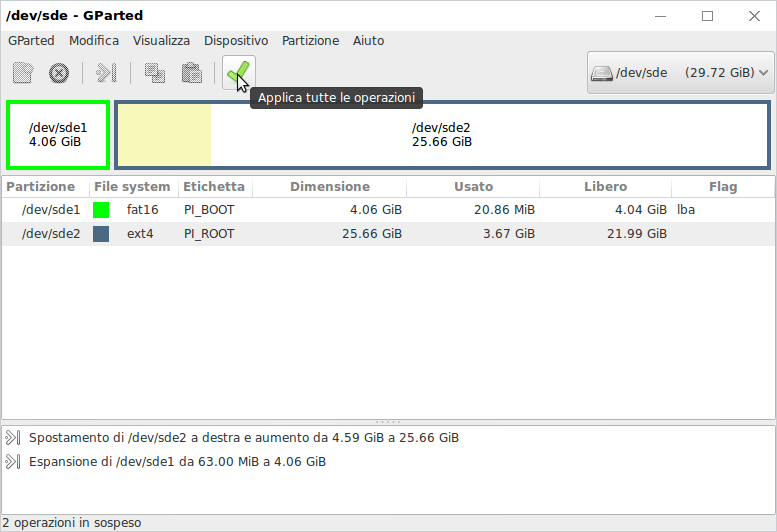 /dev/sde - GParted
GParted Modifica Visualizza Dispositivo Partizione Aiuto
/dev/sde (29.72 GiB)
Applica tutte le operazioni
/dev/sde1
4.06 GiB
/dev/sde2
25.66 GiB
Partizione File system Etichetta Dimensione Usato Libero Flag
/dev/sde1 fat16 PI_BOOT 4.06 GiB 20.86 MiB 4.04 GiB lba
/dev/sde2 ext4 PI_ROOT 25.66 GiB 3.67 GiB 21.99 GiB
Spostamento di /dev/sde2 a destra e aumento da 4.59 GiB a 25.66 GiB
Espansione di /dev/sde1 da 63.00 MiB a 4.06 GiB
2 operazioni in sospeso